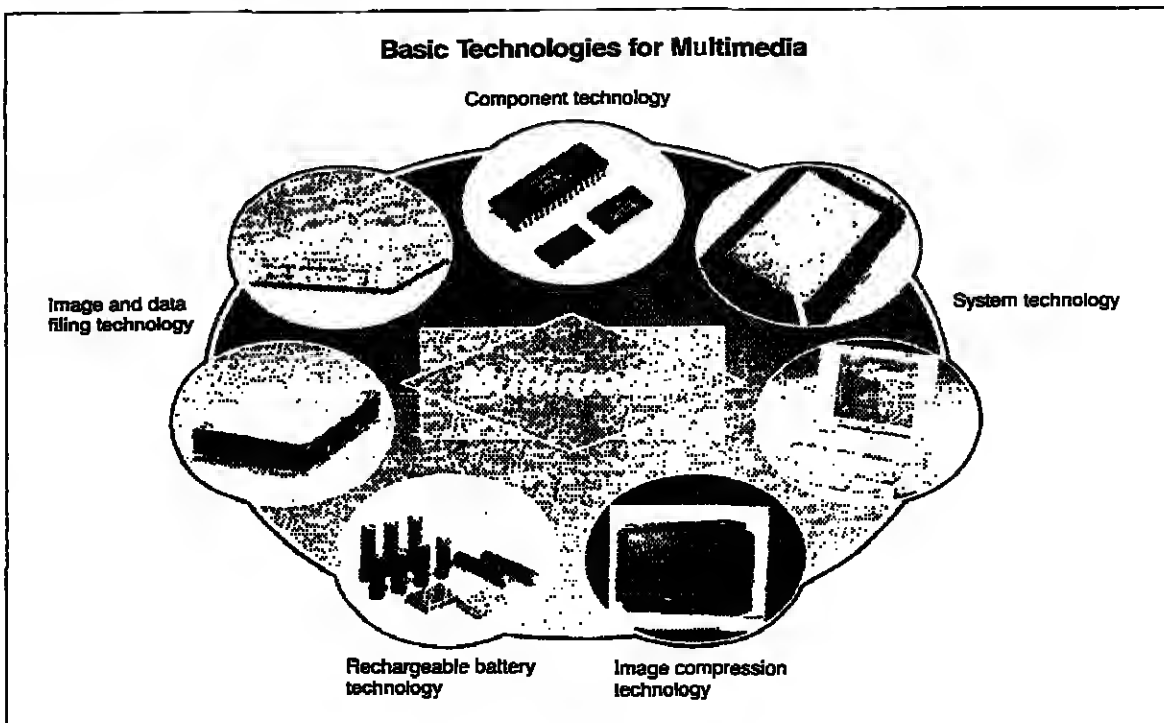 Basic Technologies for Multimedia
Component technology
Image and data
filing technology
System technology
Rechargeable battery
technology
Image compression
technology